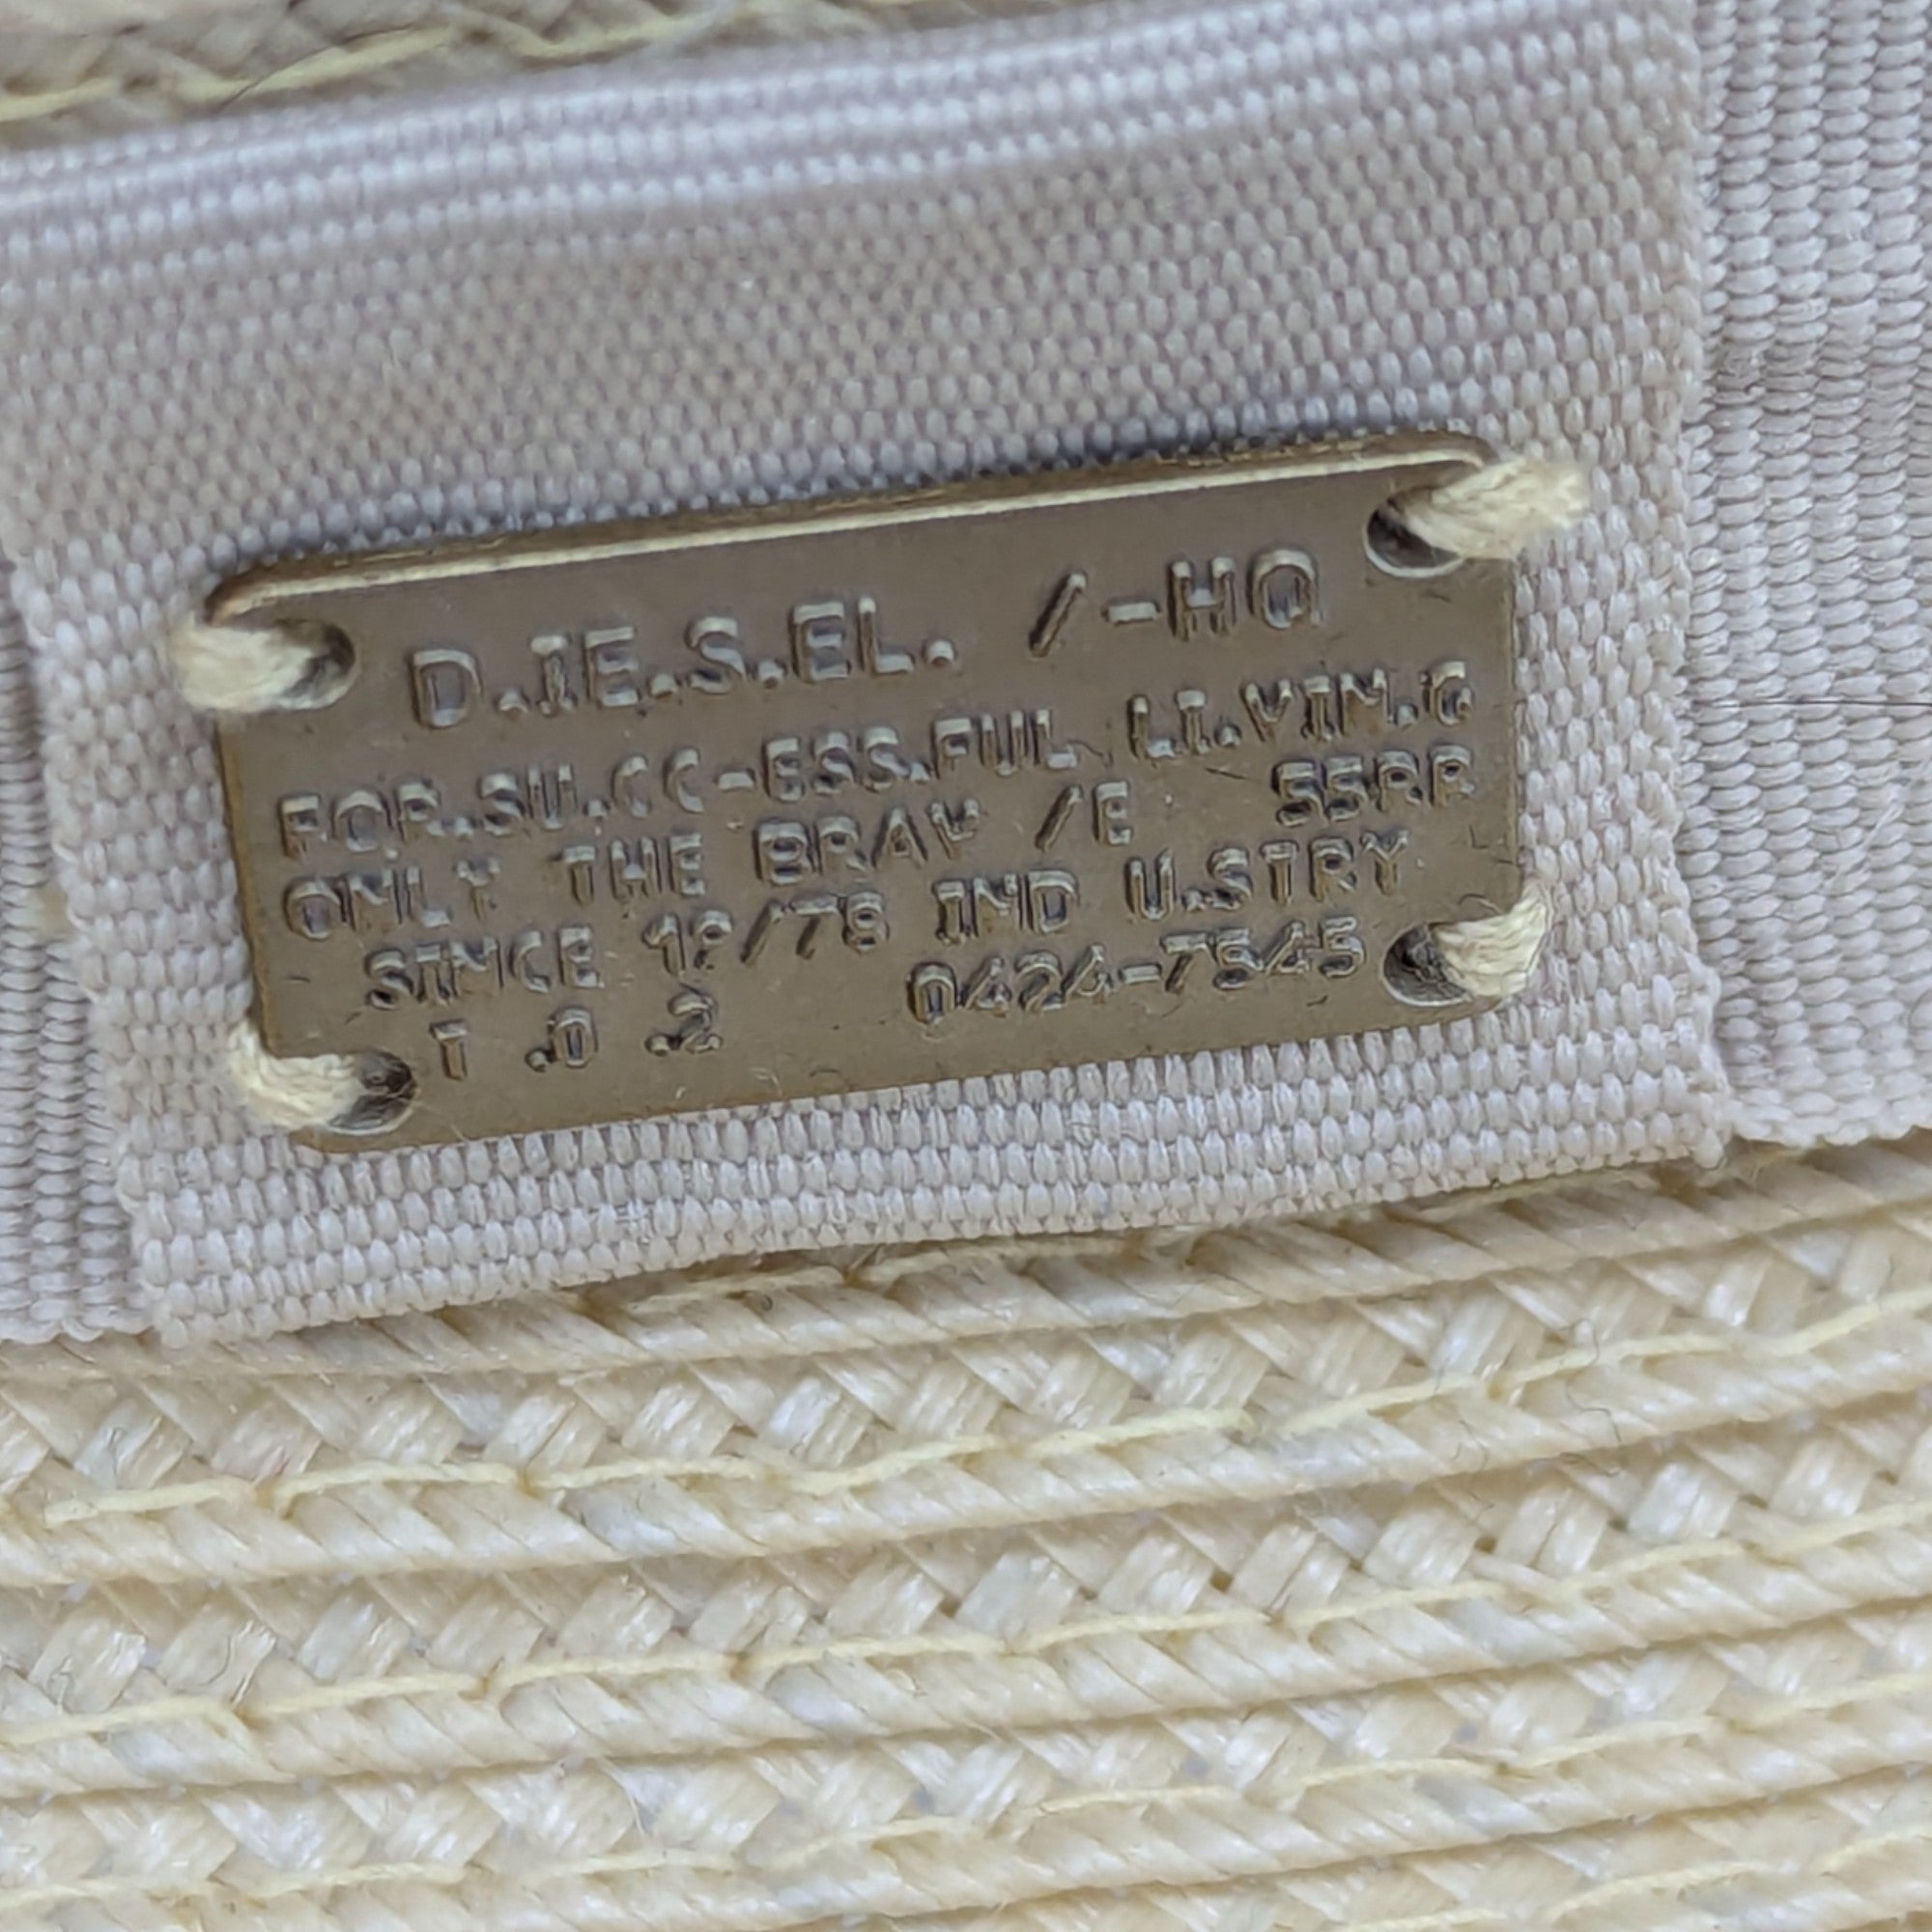 D.IE.S.EL. /-HQ
FOR.SU.CC-ESS.FUL LI.VIN.G
ONLY THE BRAV /E 55RR
SINCE 19/78 IND U.STRY
T .0 .2 0424-7545